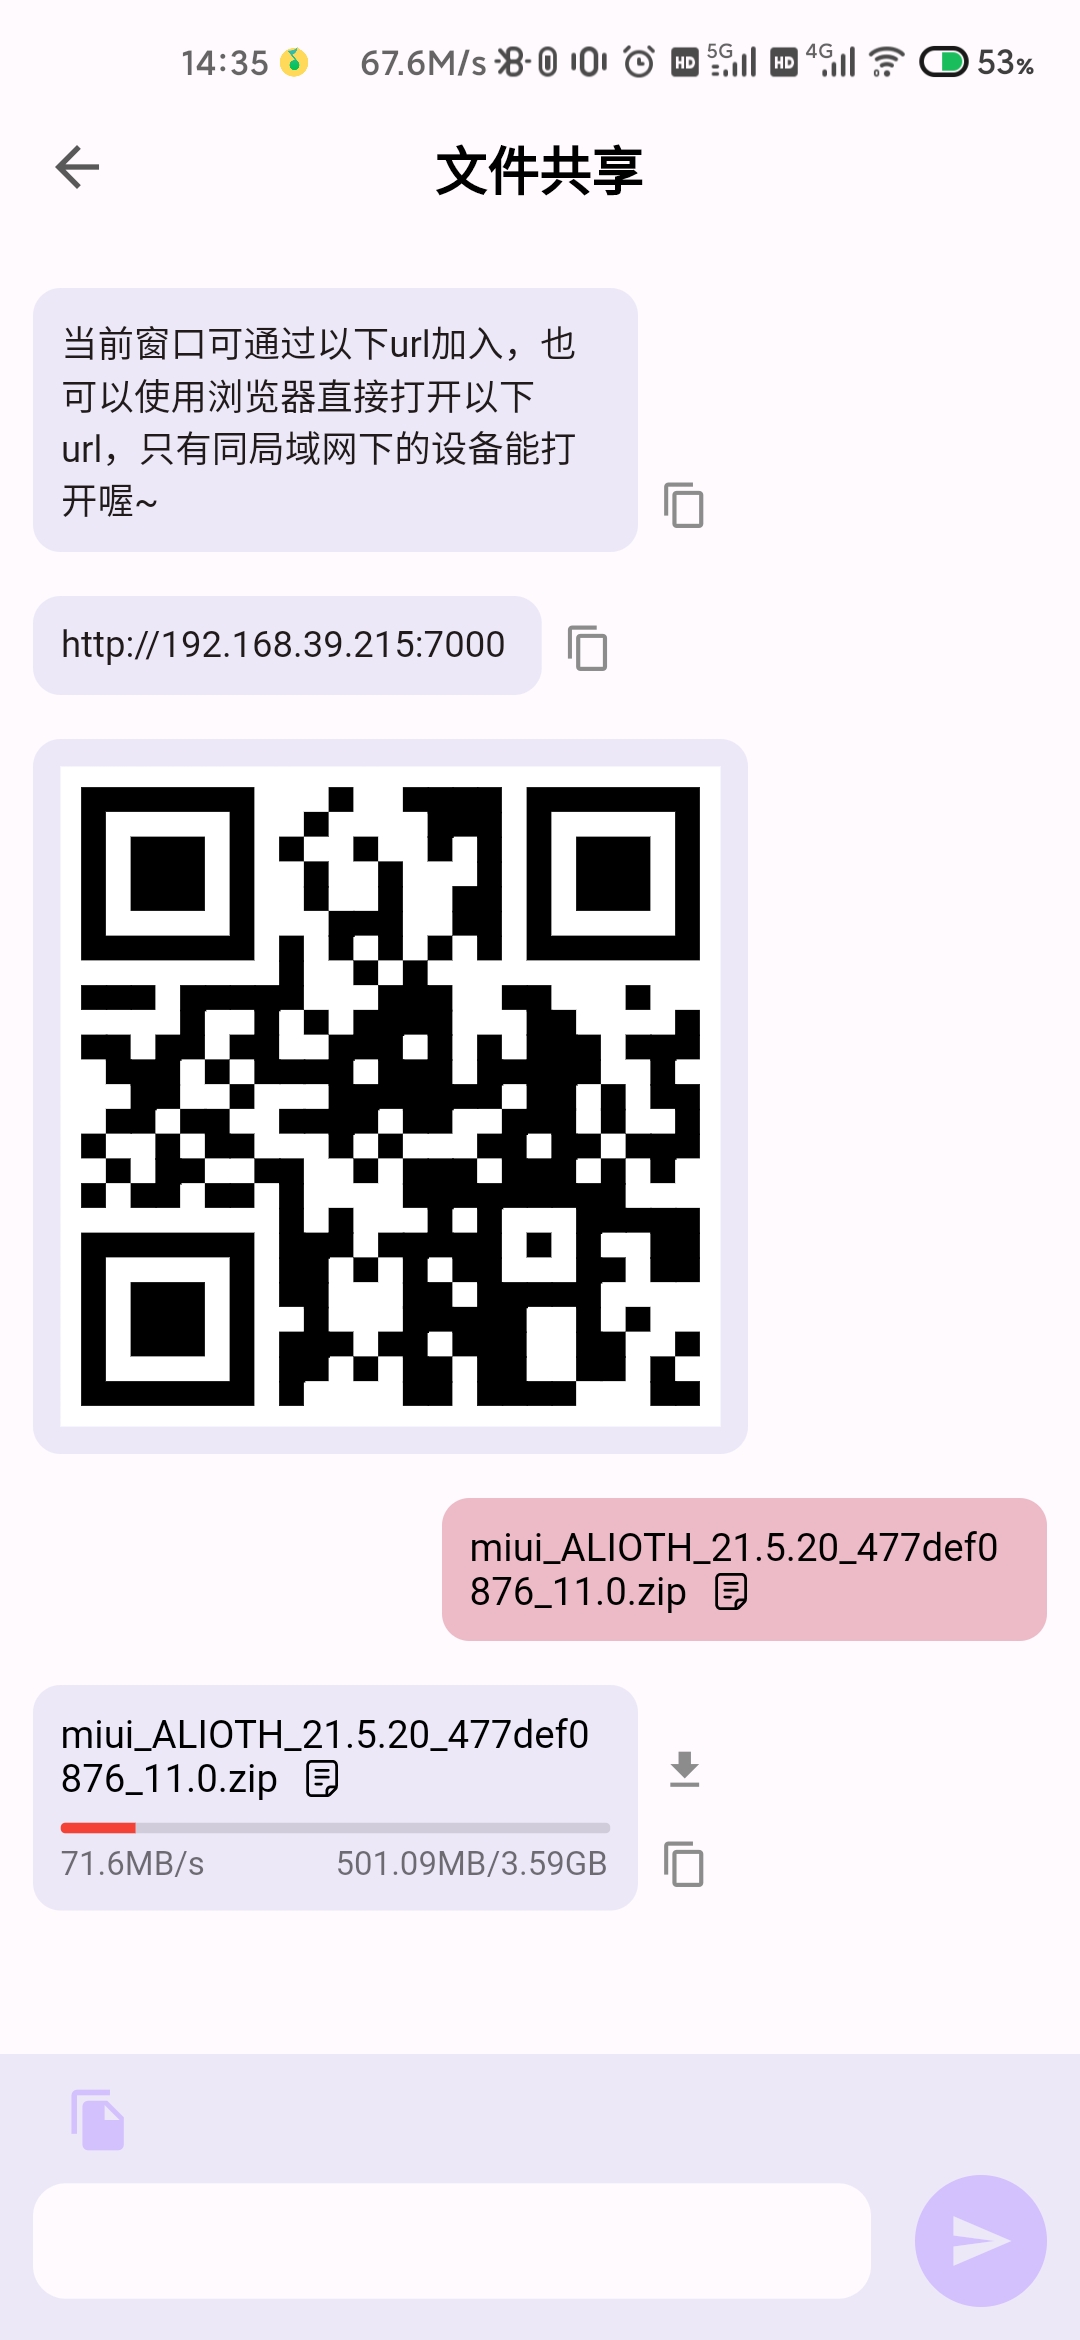 14:35 67.6M/s HD 5G HD 4G 53%
文件共享
当前窗口可通过以下url加入，也
可以使用浏览器直接打开以下
url，只有同局域网下的设备能打
开喔~
http://192.168.39.215:7000
miui_ALIOTH_21.5.20_477def0
876_11.0.zip
miui_ALIOTH_21.5.20_477def0
876_11.0.zip
71.6MB/s 501.09MB/3.59GB